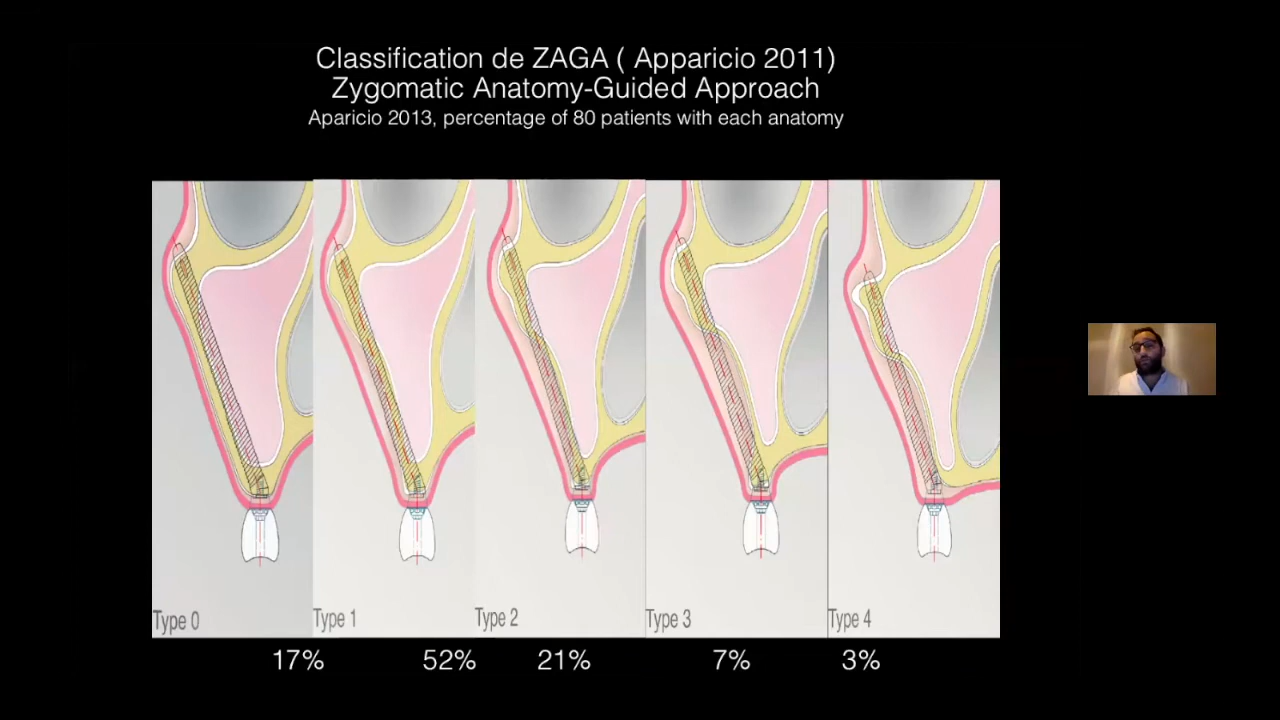 Classification de ZAGA ( Apparicio 2011)
Zygomatic Anatomy-Guided Approach
Aparicio 2013, percentage of 80 patients with each anatomy
Type 0 Type 1 Type 2 Type 3 Type 4
17% 52% 21% 7% 3%